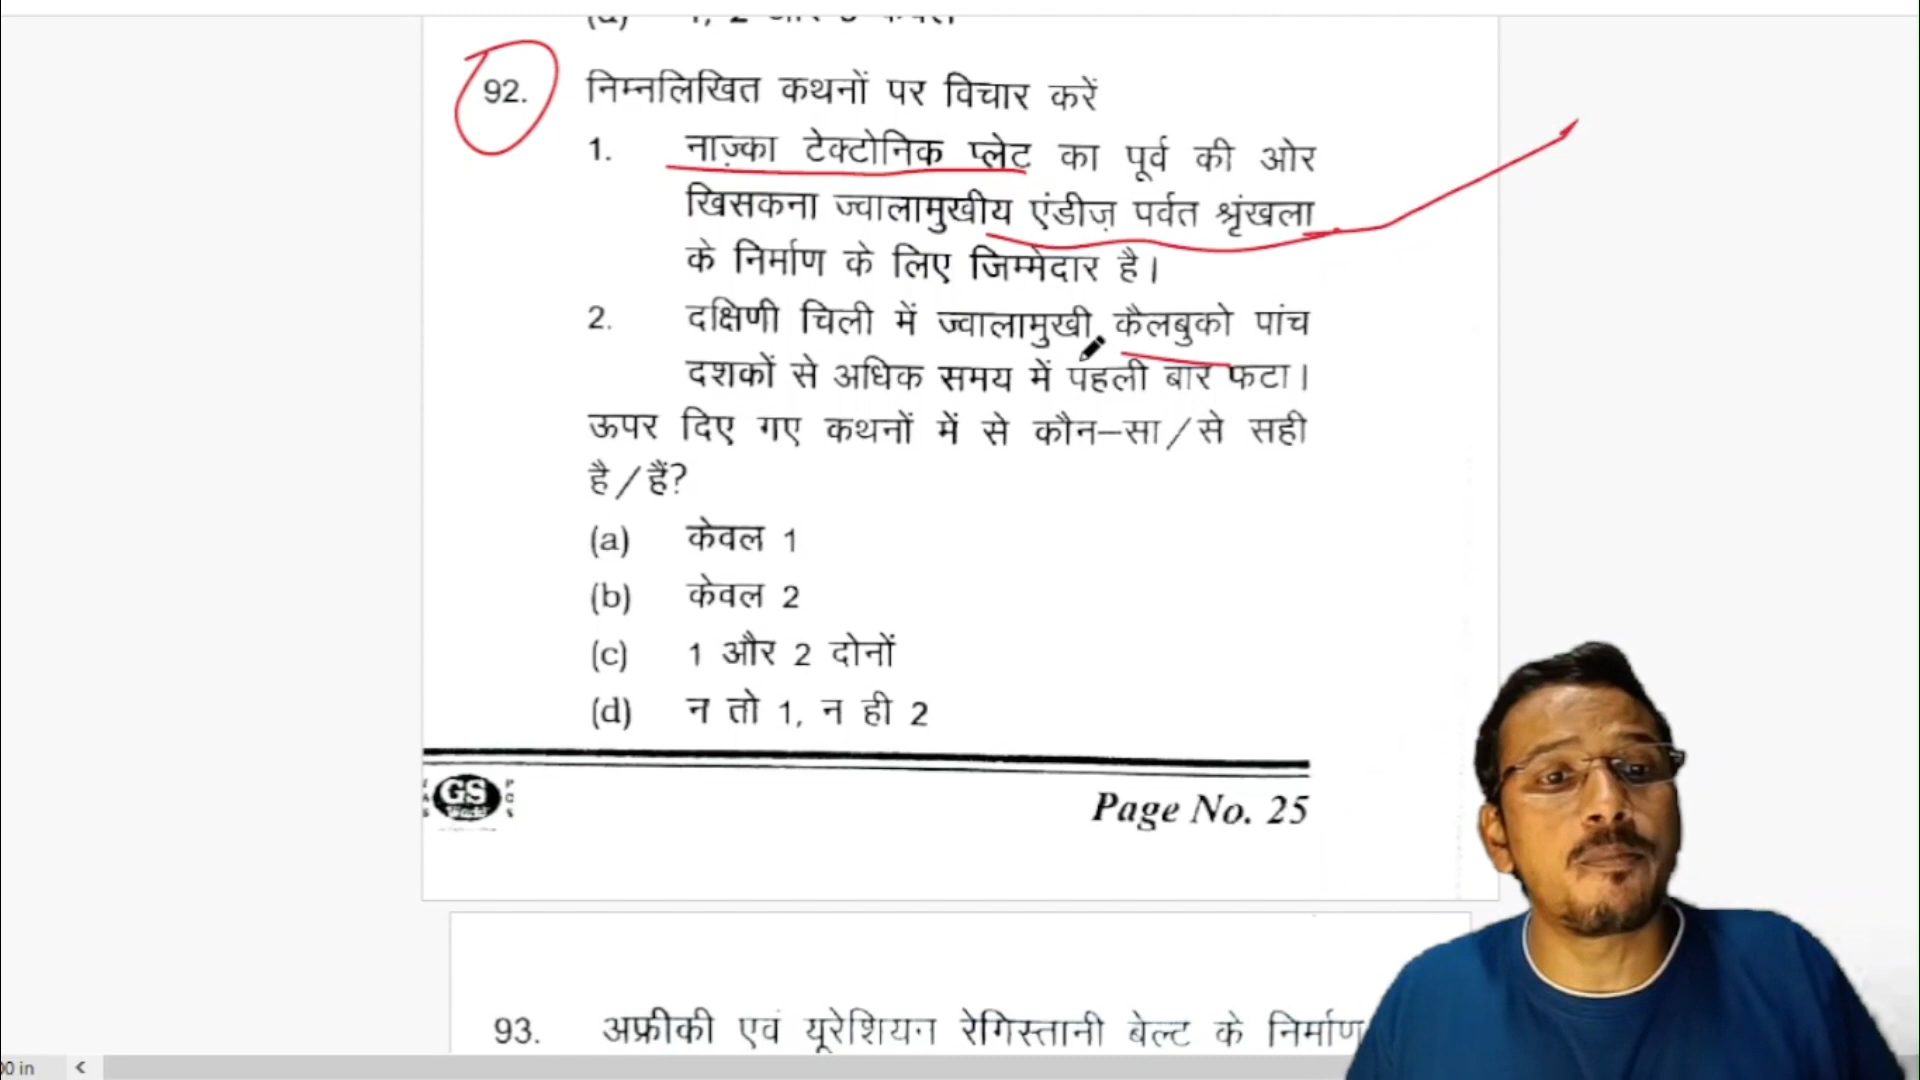 92. निम्नलिखित कथनों पर विचार करें
1. नाज़्का टेक्टोनिक प्लेट का पूर्व की ओर
खिसकना ज्वालामुखीय एंडीज़ पर्वत श्रृंखला
के निर्माण के लिए जिम्मेदार है।
2. दक्षिणी चिली में ज्वालामुखी कैलबुको पांच
दशकों से अधिक समय में पहली बार फटा।
ऊपर दिए गए कथनों में से कौन–सा/से सही
है/हैं?
(a) केवल 1
(b) केवल 2
(c) 1 और 2 दोनों
(d) न तो 1, न ही 2
GS
Page No. 25
93. अफ्रीकी एवं यूरेशियन रेगिस्तानी बेल्ट के निर्माण